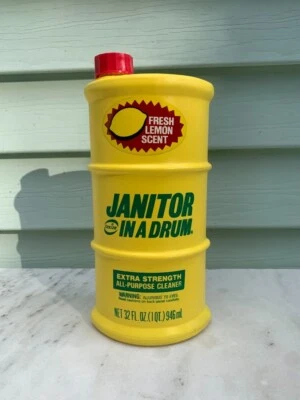 FRESH
LEMON
SCENT
JANITOR
IN A DRUM.
EXTRA STRENGTH
ALL-PURPOSE CLEANER
WARNING:
NET 32 FL. OZ. (1 QT.) 946 ml